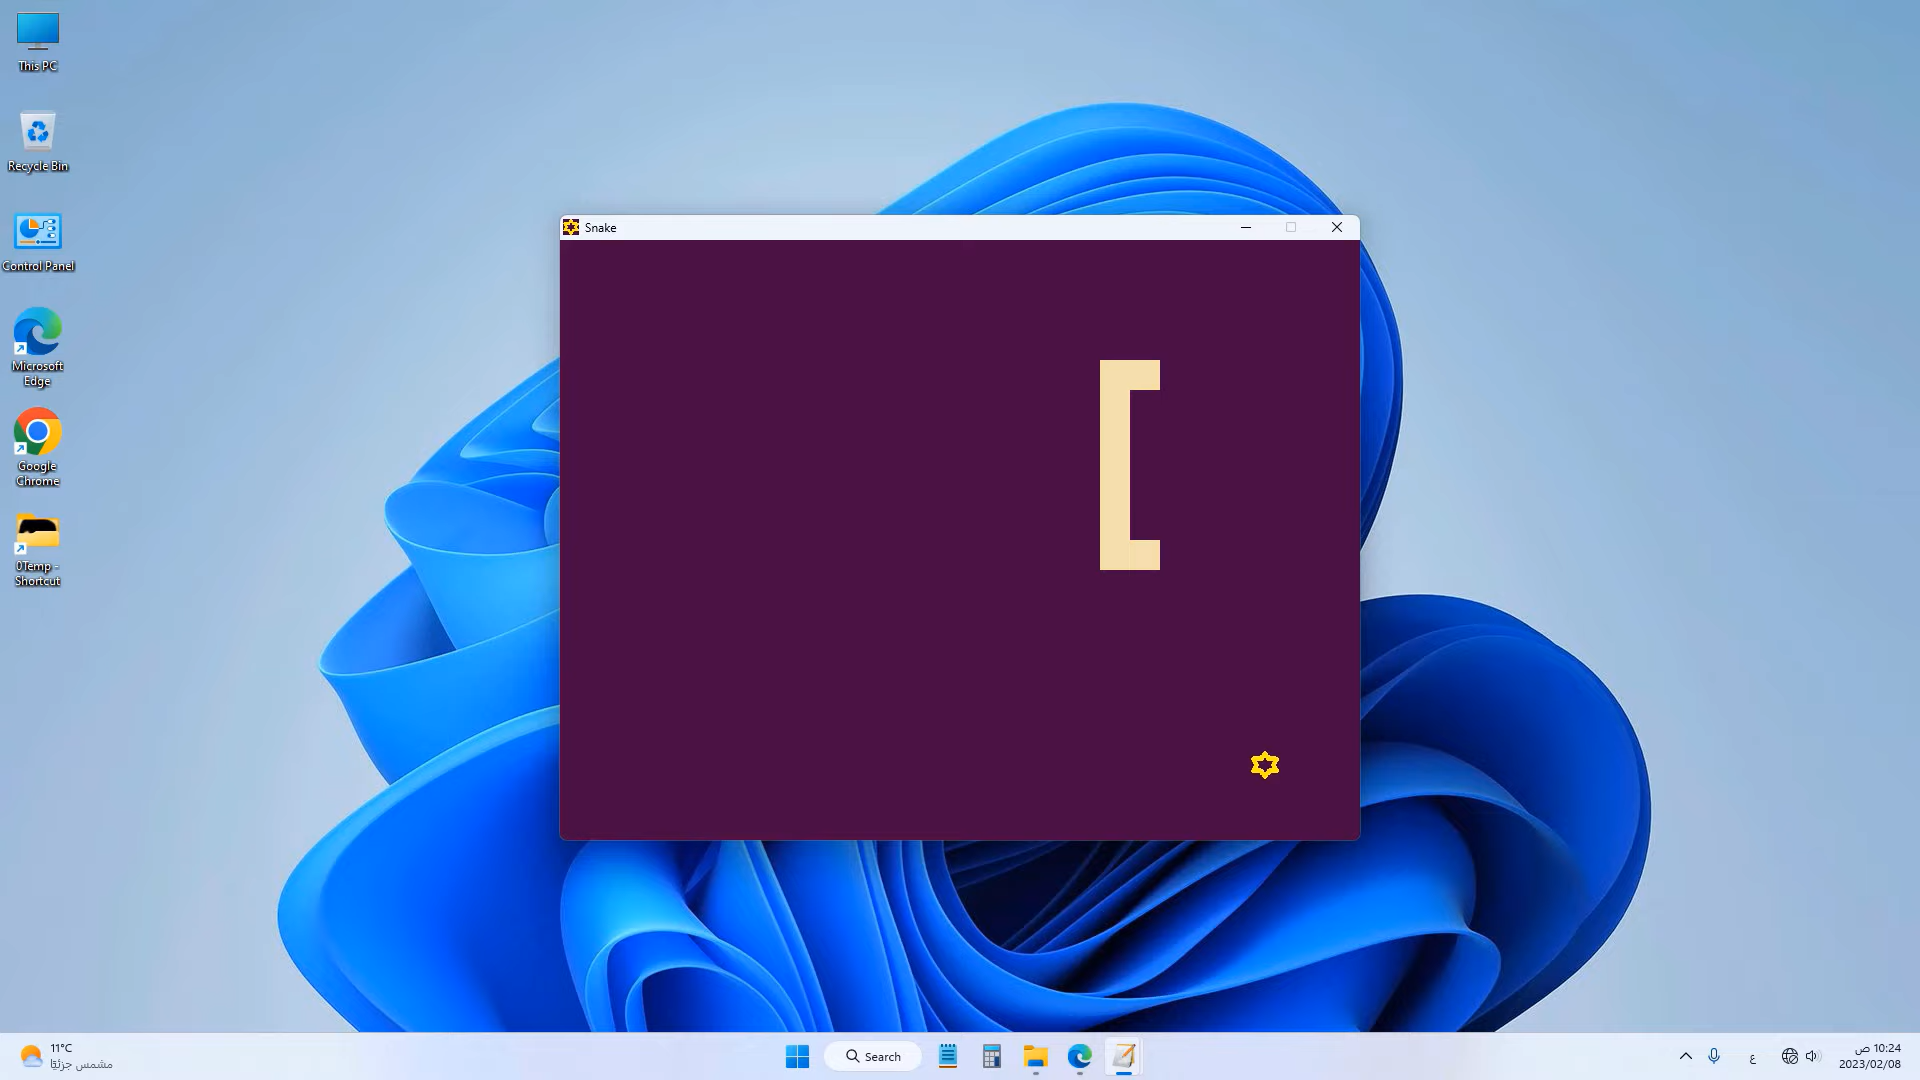 This PC
Recycle Bin
Control Panel
Microsoft
Edge
Google
Chrome
0Temp -
Shortcut
Snake
11°C
مشمس جزئيًا
Search
ع
10:24 ص
2023/02/08